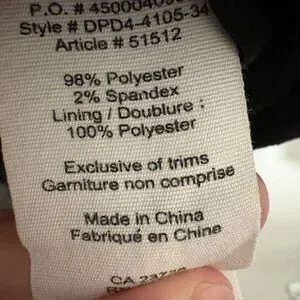 Style # DPD4-4105-34
Article # 51512
98% Polyester
2% Spandex
Lining / Doublure :
100% Polyester
Exclusive of trims
Garniture non comprise
Made in China
Fabriqué en Chine
CA